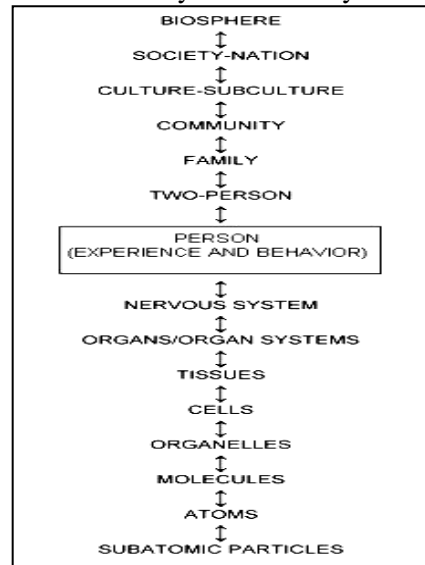 BIOSPHERE
SOCIETY-NATION
CULTURE-SUBCULTURE
COMMUNITY
FAMILY
TWO-PERSON
PERSON
(EXPERIENCE AND BEHAVIOR)
NERVOUS SYSTEM
ORGANS/ORGAN SYSTEMS
TISSUES
CELLS
ORGANELLES
MOLECULES
ATOMS
SUBATOMIC PARTICLES